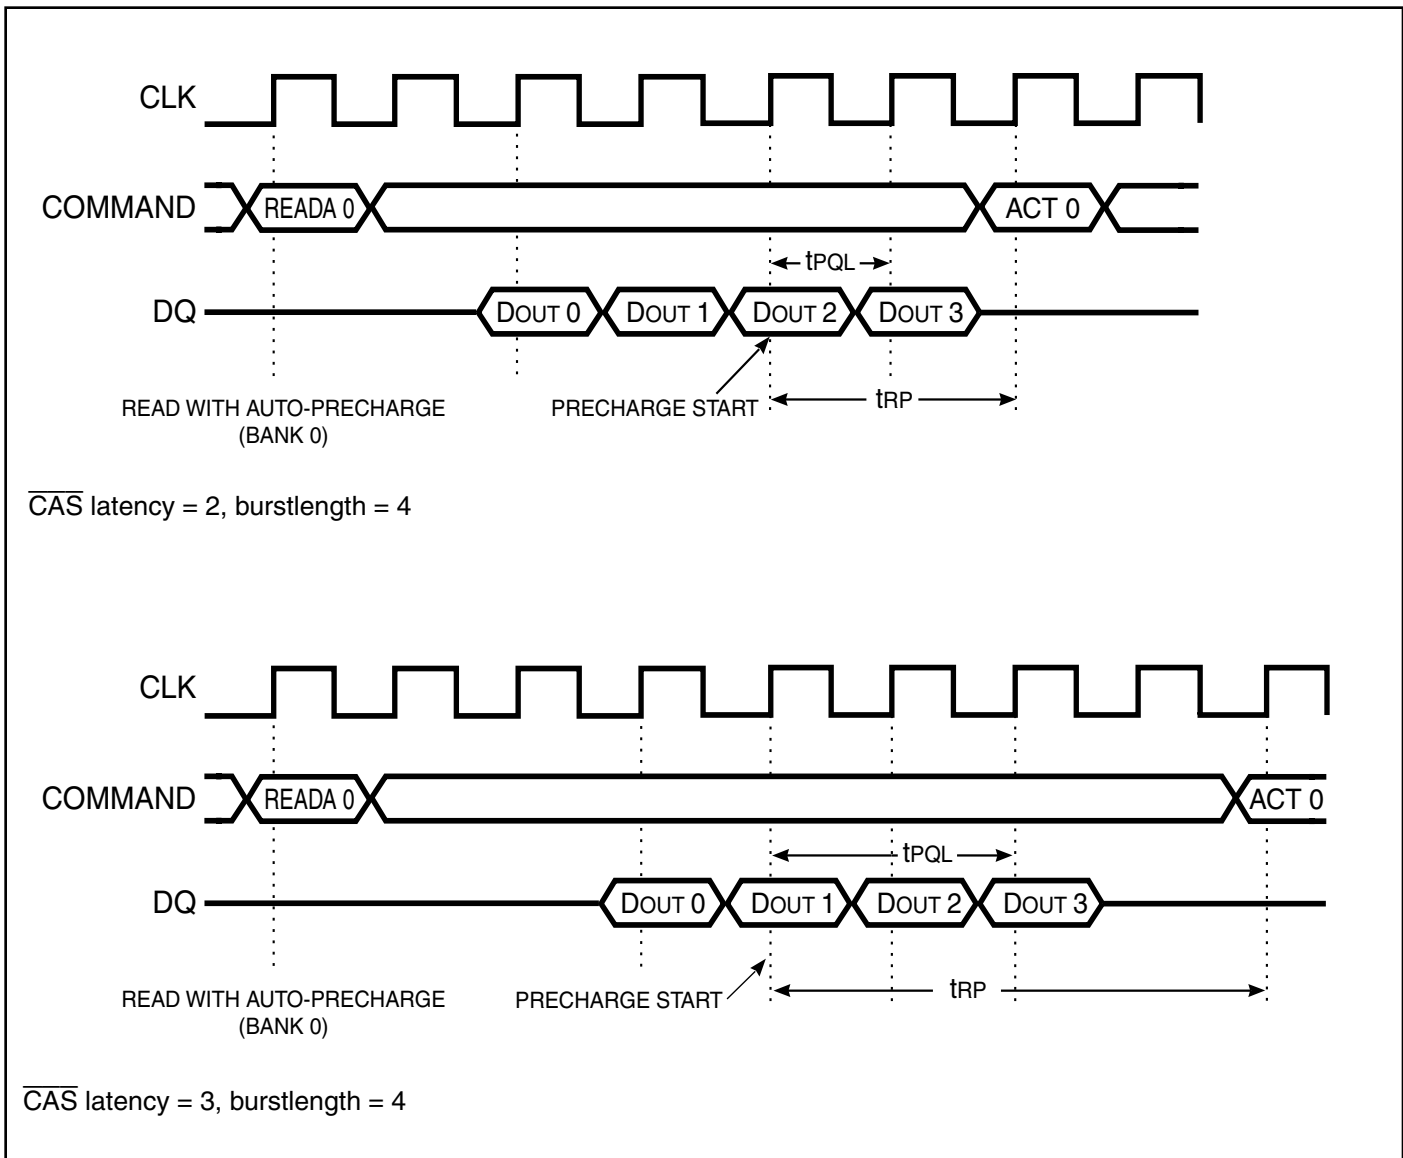 CLK
COMMAND READA 0 ACT 0
tPQL
DQ DOUT 0 DOUT 1 DOUT 2 DOUT 3
READ WITH AUTO-PRECHARGE
(BANK 0)
PRECHARGE START
tRP
CAS latency = 2, burstlength = 4
CLK
COMMAND READA 0 ACT 0
tPQL
DQ DOUT 0 DOUT 1 DOUT 2 DOUT 3
READ WITH AUTO-PRECHARGE
(BANK 0)
PRECHARGE START
tRP
CAS latency = 3, burstlength = 4